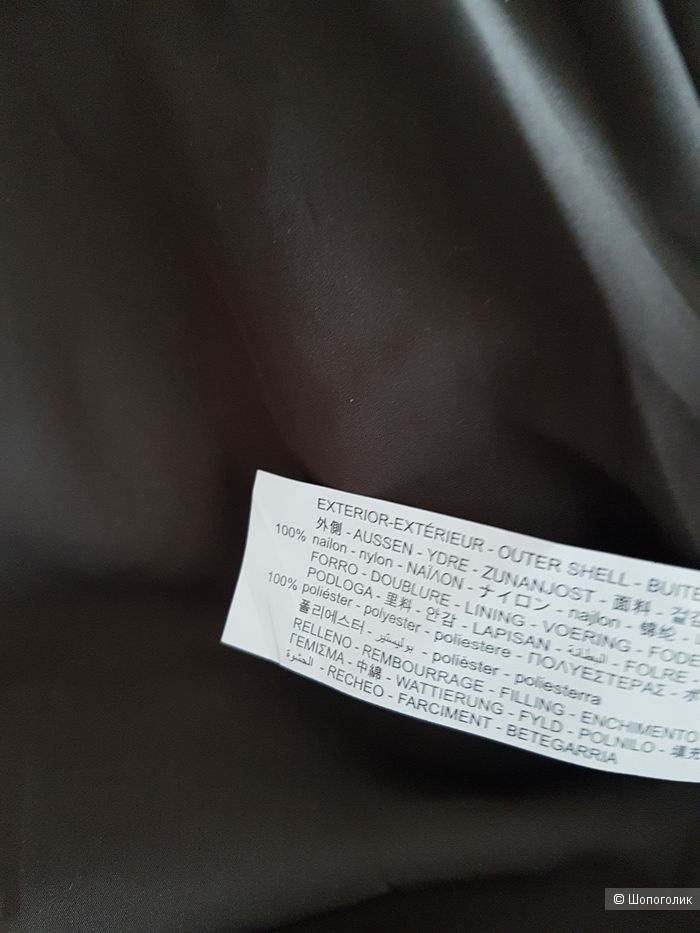 EXTERIOR-EXTÉRIEUR - OUTER SHELL - BUITE
外側 - AUSSEN - YDRE - ZUNANJOST - 面料 - 겉감
100% nailon - nylon - ΝΑΪΛΟΝ - ナイロン - najlon - 锦纶 -
FORRO - DOUBLURE - LINING - VOERING - FODE
PODLOGA - 里料 - 안감 - LAPISAN - البطانة - FOLRE
100% poliéster - polyester - poliestere - ΠΟΛΥΕΣΤΕΡΑΣ -
폴리에스터 - بوليستير - polièster - poliesterra
RELLENO - REMBOURRAGE - FILLING - ENCHIMENTO
ΓΕΜΙΣΜΑ - 中綿 - WATTIERUNG - FYLD - POLNILO - 填充
الحشوة - RECHEO - FARCIMENT - BETEGARRIA
© Шопоголик